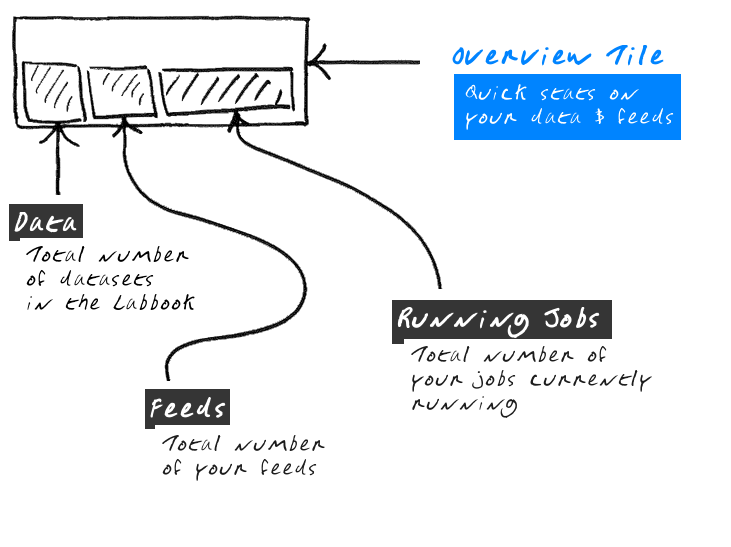 Overview Tile
Quick stats on
your data & feeds
Data
Total number
of datasets
in the Labbook
Running Jobs
Total number of
your jobs currently
running
Feeds
Total number
of your feeds